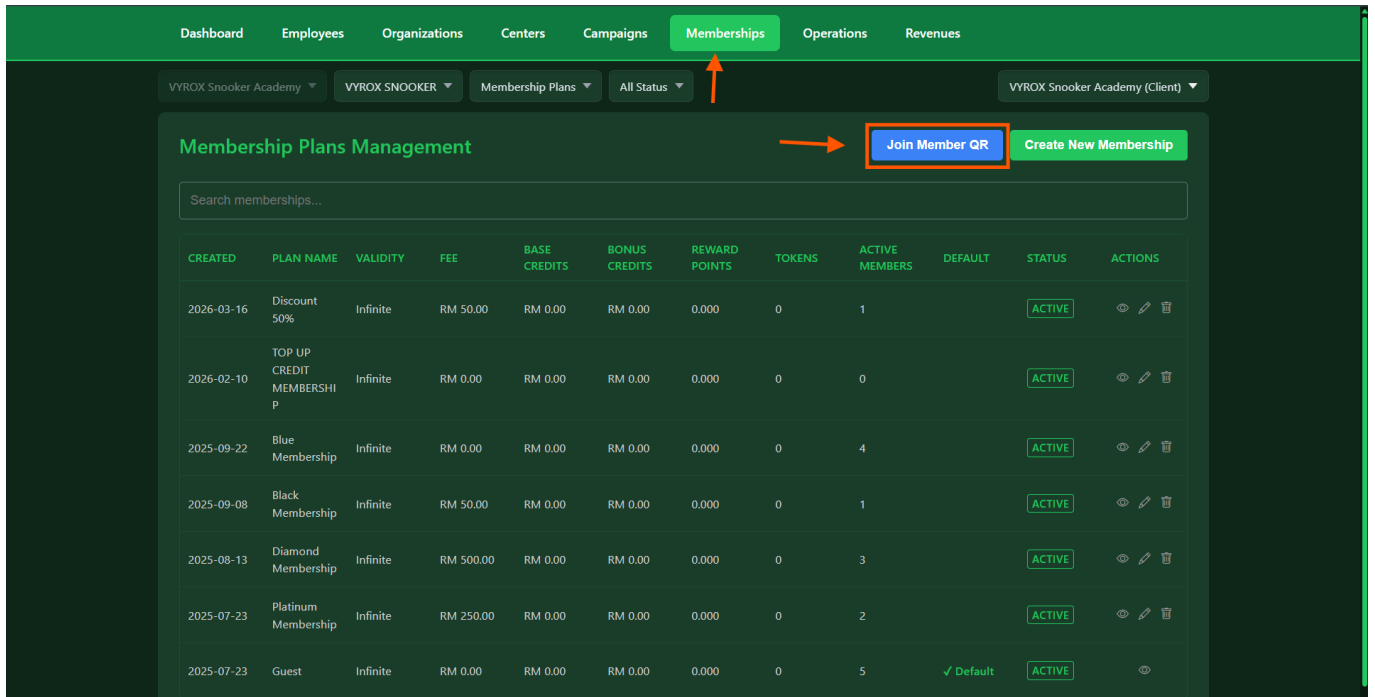 Dashboard Employees Organizations Centers Campaigns Memberships Operations Revenues
VYROX Snooker Academy VYROX SNOOKER Membership Plans All Status VYROX Snooker Academy (Client)
Membership Plans Management Join Member QR Create New Membership
Search memberships...
CREATED PLAN NAME VALIDITY FEE BASE CREDITS BONUS CREDITS REWARD POINTS TOKENS ACTIVE MEMBERS DEFAULT STATUS ACTIONS
2026-03-16 Discount 50% Infinite RM 50.00 RM 0.00 RM 0.00 0.000 0 1 ACTIVE
2026-02-10 TOP UP CREDIT MEMBERSHIP Infinite RM 0.00 RM 0.00 RM 0.00 0.000 0 0 ACTIVE
2025-09-22 Blue Membership Infinite RM 0.00 RM 0.00 RM 0.00 0.000 0 4 ACTIVE
2025-09-08 Black Membership Infinite RM 50.00 RM 0.00 RM 0.00 0.000 0 1 ACTIVE
2025-08-13 Diamond Membership Infinite RM 500.00 RM 0.00 RM 0.00 0.000 0 3 ACTIVE
2025-07-23 Platinum Membership Infinite RM 250.00 RM 0.00 RM 0.00 0.000 0 2 ACTIVE
2025-07-23 Guest Infinite RM 0.00 RM 0.00 RM 0.00 0.000 0 5 ✓ Default ACTIVE